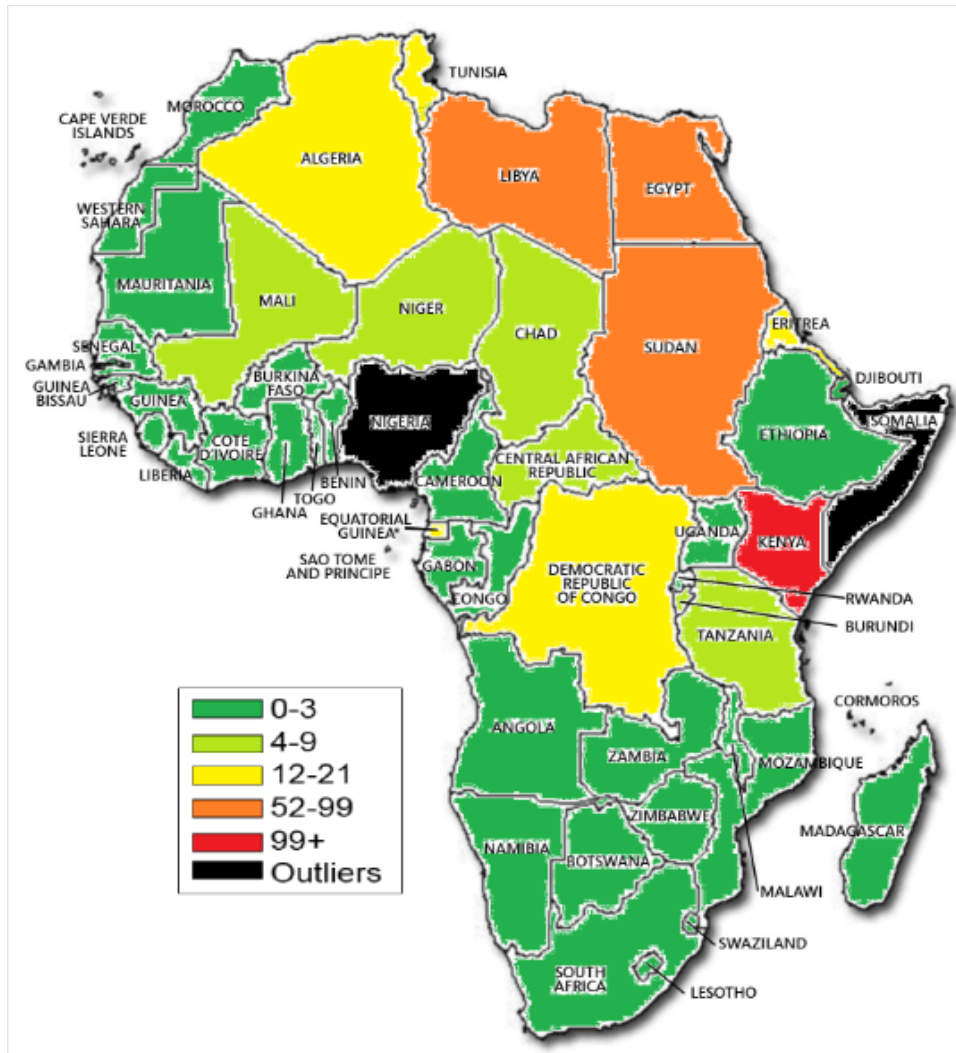 TUNISIA
MOROCCO
CAPE VERDE
ISLANDS
ALGERIA
LIBYA
EGYPT
WESTERN
SAHARA
MAURITANIA
MALI
NIGER
CHAD
SUDAN
ERITREA
SENEGAL
GAMBIA
GUINEA
BISSAU
GUINEA
BURKINA
FASO
DJIBOUTI
NIGERIA
SOMALIA
SIERRA
LEONE
COTE
D'IVOIRE
ETHIOPIA
LIBERIA
BENIN
CENTRAL AFRICAN
REPUBLIC
CAMEROON
TOGO
GHANA
EQUATORIAL
GUINEA
UGANDA
KENYA
SAO TOME
AND PRINCIPE
GABON
CONGO
DEMOCRATIC
REPUBLIC
OF CONGO
RWANDA
BURUNDI
TANZANIA
CORMOROS
ANGOLA
ZAMBIA
MOZAMBIQUE
ZIMBABWE
MADAGASCAR
NAMIBIA
BOTSWANA
MALAWI
SWAZILAND
SOUTH
AFRICA
LESOTHO
0-3
4-9
12-21
52-99
99+
Outliers